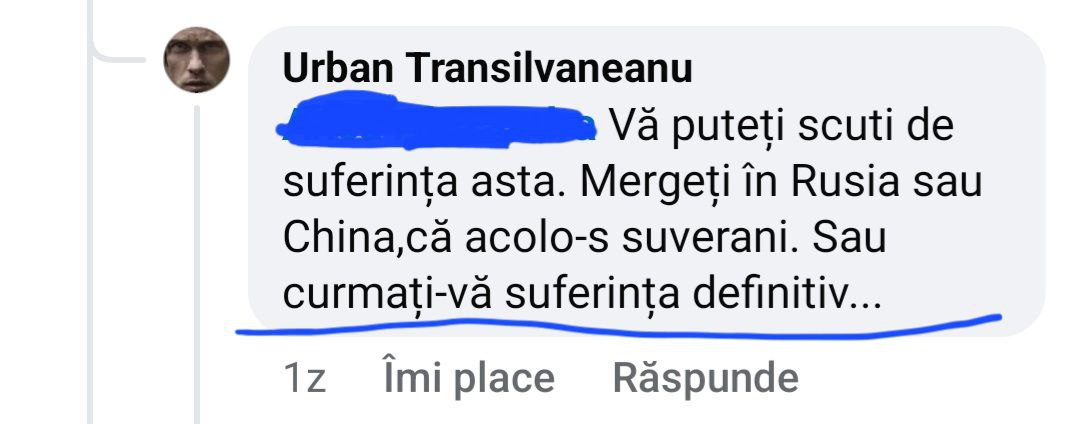 Urban Transilvaneanu
Vă puteți scuti de
suferința asta. Mergeți în Rusia sau
China,că acolo-s suverani. Sau
curmați-vă suferința definitiv...
1z Îmi place Răspunde